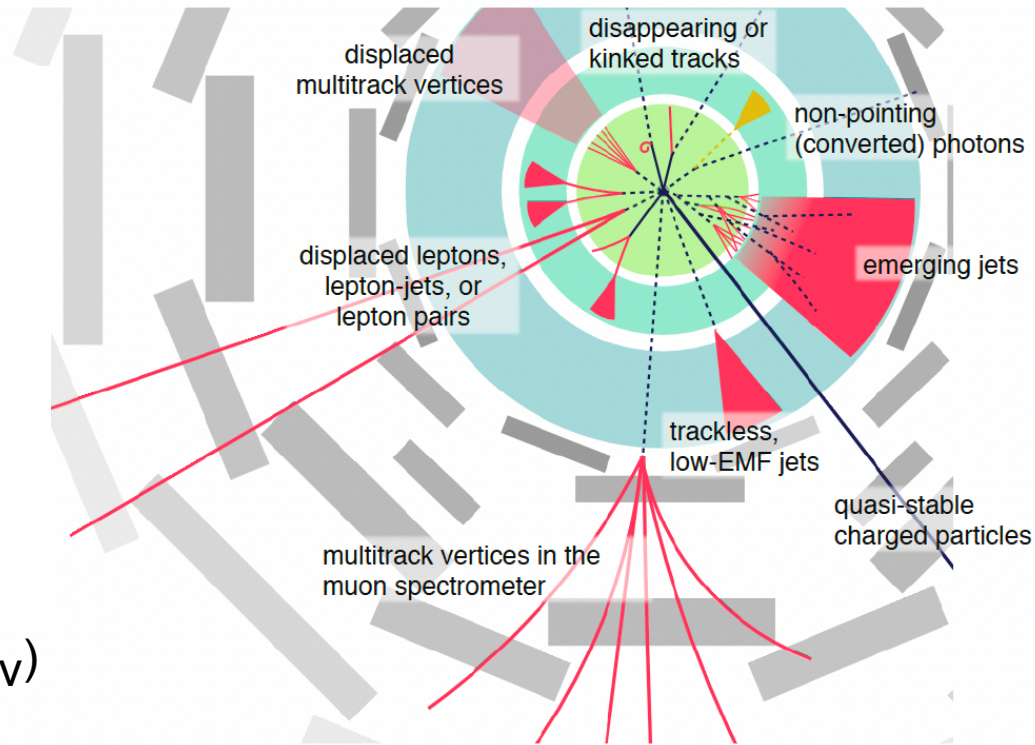 disappearing or
kinked tracks
displaced
multitrack vertices
non-pointing
(converted) photons
displaced leptons,
lepton-jets, or
lepton pairs
emerging jets
trackless,
low-EMF jets
quasi-stable
charged particles
multitrack vertices in the
muon spectrometer
v)